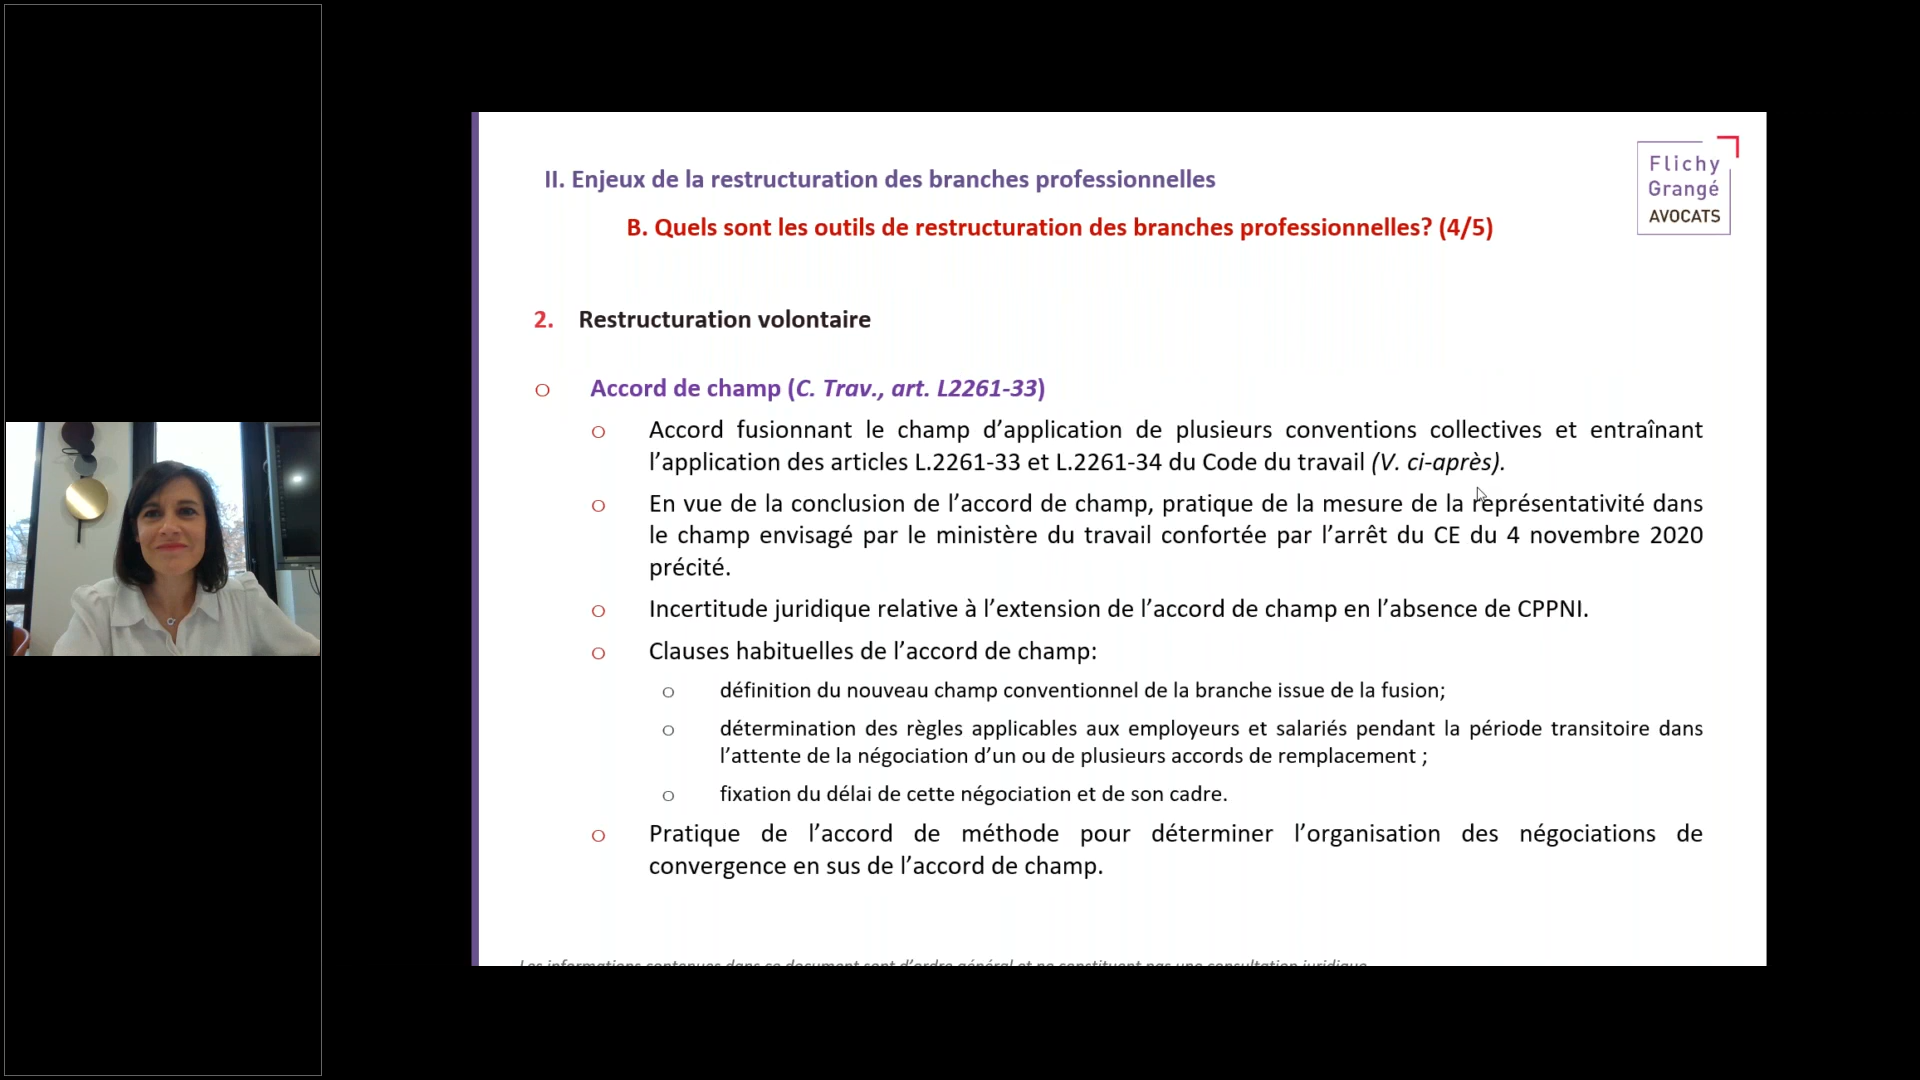 II. Enjeux de la restructuration des branches professionnelles
B. Quels sont les outils de restructuration des branches professionnelles? (4/5)
Flichy
Grangé
AVOCATS
2. Restructuration volontaire
o Accord de champ (C. Trav., art. L2261-33)
o Accord fusionnant le champ d’application de plusieurs conventions collectives et entraînant
l’application des articles L.2261-33 et L.2261-34 du Code du travail (V. ci-après).
o En vue de la conclusion de l’accord de champ, pratique de la mesure de la représentativité dans
le champ envisagé par le ministère du travail confortée par l’arrêt du CE du 4 novembre 2020
précité.
o Incertitude juridique relative à l’extension de l’accord de champ en l’absence de CPPNI.
o Clauses habituelles de l’accord de champ:
o définition du nouveau champ conventionnel de la branche issue de la fusion;
o détermination des règles applicables aux employeurs et salariés pendant la période transitoire dans
l’attente de la négociation d’un ou de plusieurs accords de remplacement ;
o fixation du délai de cette négociation et de son cadre.
o Pratique de l’accord de méthode pour déterminer l’organisation des négociations de
convergence en sus de l’accord de champ.
Les informations contenues dans ce document sont d’ordre général et ne constituent pas une consultation juridique